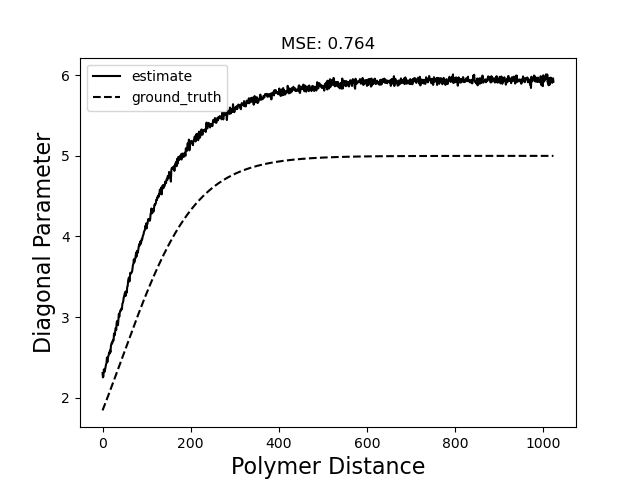 MSE: 0.764
estimate
ground_truth
6
5
4
3
2
Diagonal Parameter
0 200 400 600 800 1000
Polymer Distance